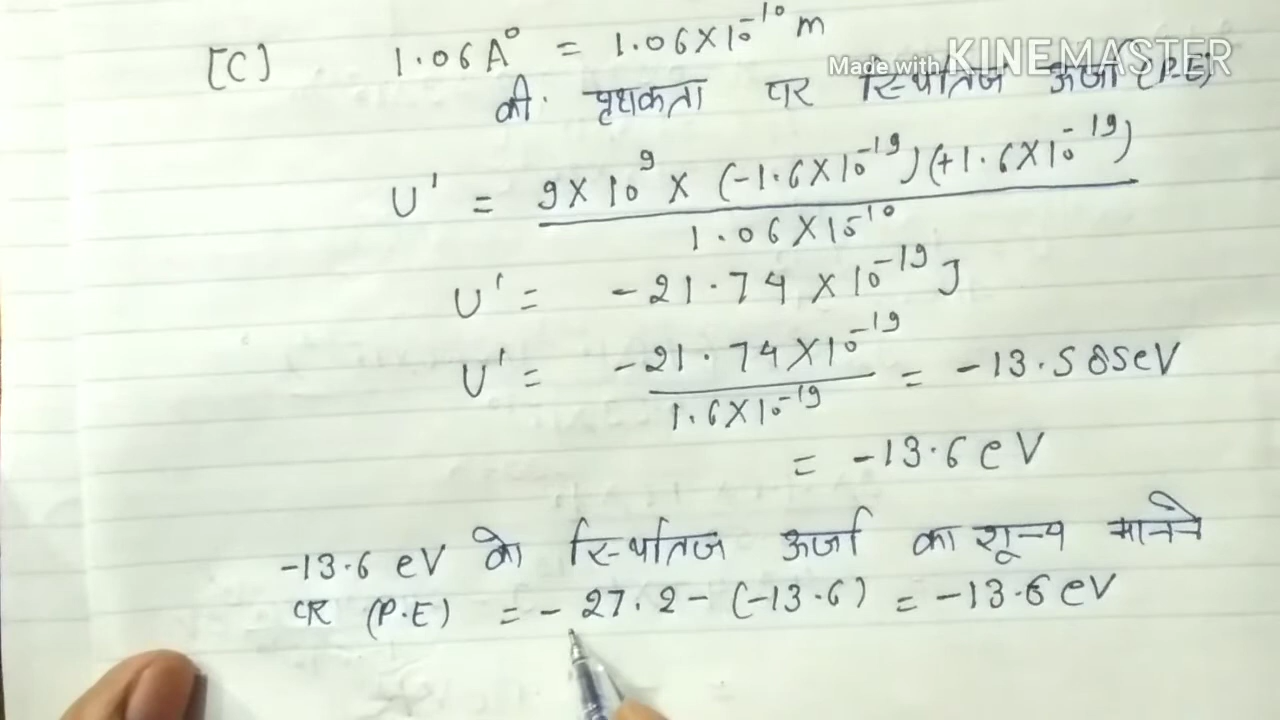 [C] 1.06A° = 1.06×10⁻¹⁰ m
Made with KINEMASTER
की पृथकता पर स्थितिज ऊर्जा (P.E)
U' = 9×10⁹ × (-1.6×10⁻¹⁹)(+1.6×10⁻¹⁹)
1.06×10⁻¹⁰
U' = -21.74 ×10⁻¹⁹ J
U' = -21.74×10⁻¹⁹ / 1.6×10⁻¹⁹ = -13.585eV
= -13.6 eV
-13.6 eV को स्थितिज ऊर्जा का शून्य मानने
पर (P.E) = - 27.2 - (-13.6) = -13.6 eV